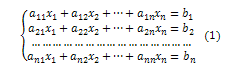 a₁₁x₁ + a₁₂x₂ + ⋯ + a₁ₙxₙ = b₁
a₂₁x₁ + a₂₂x₂ + ⋯ + a₂ₙxₙ = b₂ (1)
… … … … … … … … … … … … …
aₙ₁x₁ + aₙ₂x₂ + ⋯ + aₙₙxₙ = bₙ